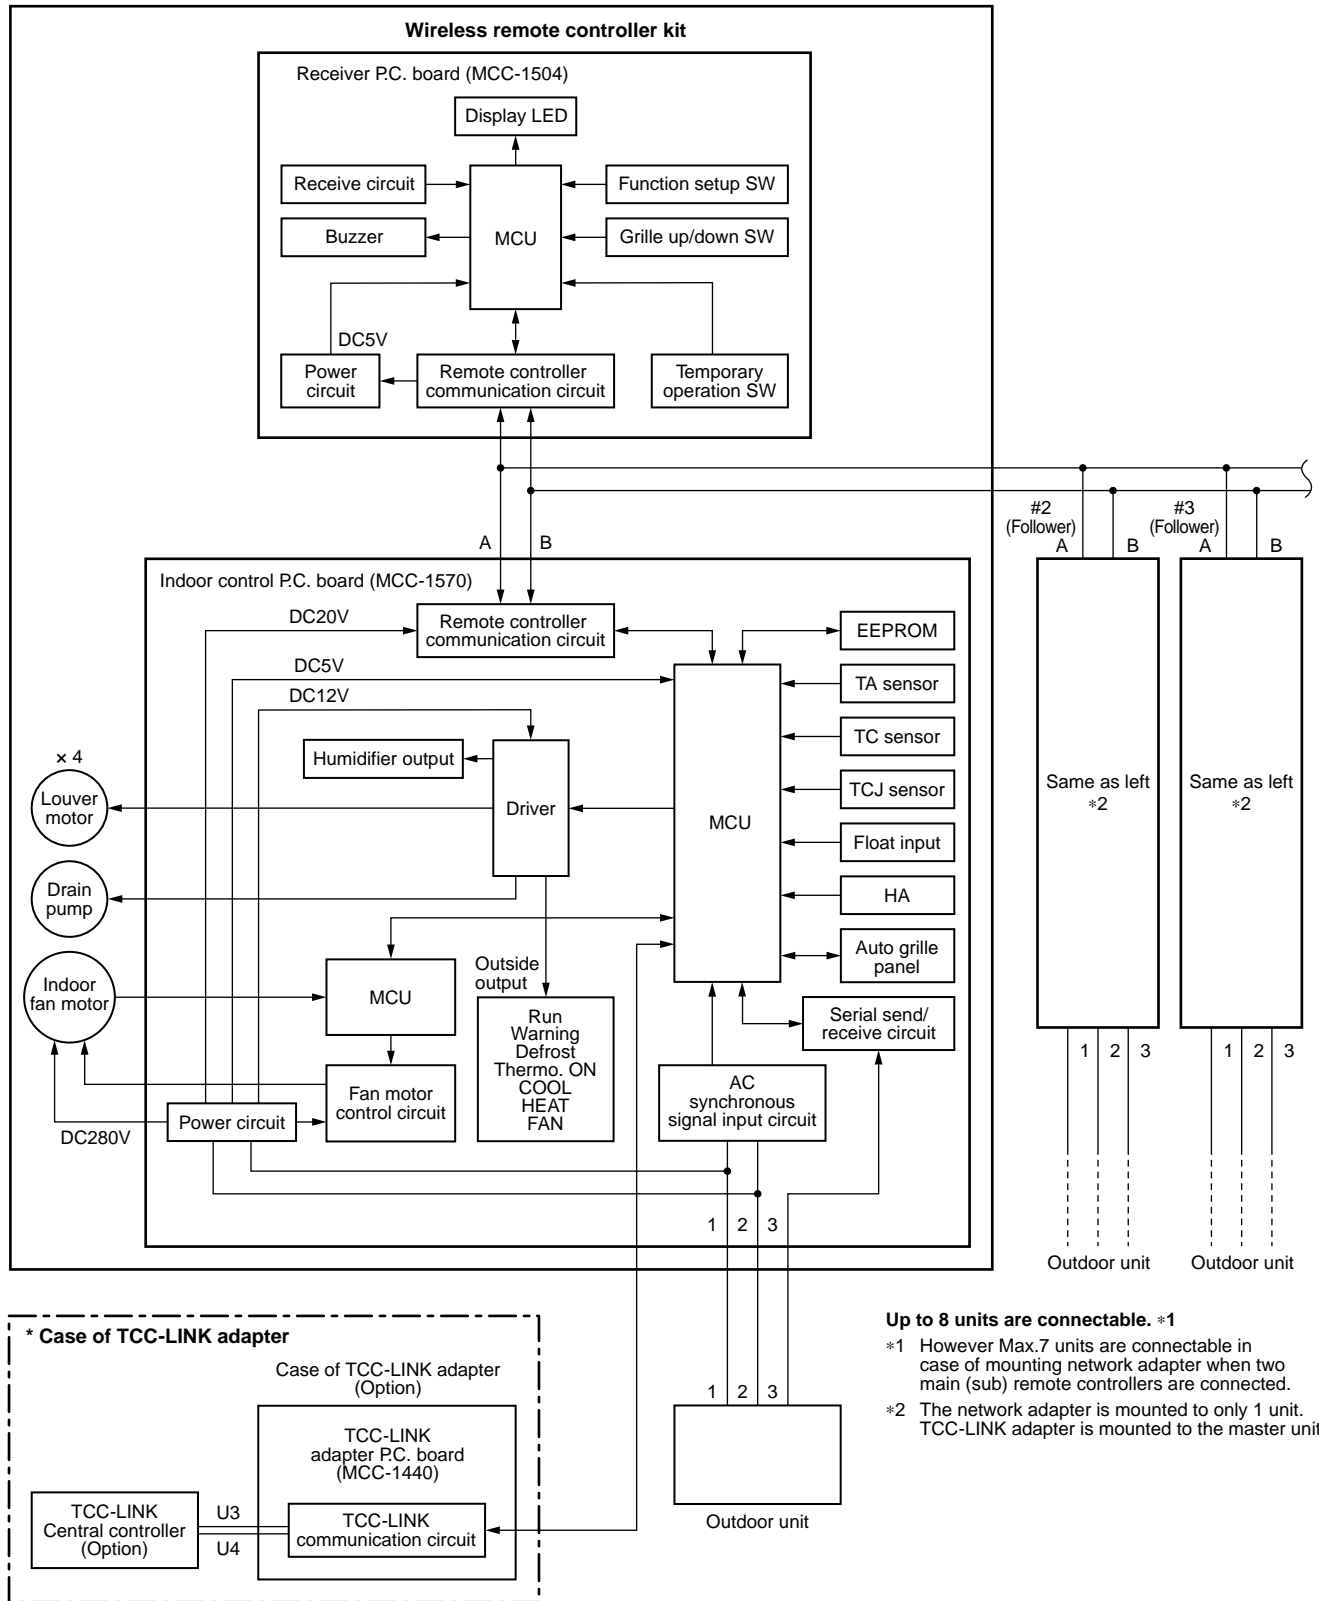 Wireless remote controller kit
Receiver P.C. board (MCC-1504)
Display LED
Receive circuit
Function setup SW
Buzzer
MCU
Grille up/down SW
DC5V
Power
circuit
Remote controller
communication circuit
Temporary
operation SW
#2
(Follower)
A
B
#3
(Follower)
A
B
A
B
Indoor control P.C. board (MCC-1570)
DC20V
Remote controller
communication circuit
EEPROM
DC5V
TA sensor
DC12V
TC sensor
× 4
Humidifier output
Louver
motor
Driver
MCU
TCJ sensor
Same as left
*2
Same as left
*2
Float input
Drain
pump
HA
Auto grille
panel
Indoor
fan motor
MCU
Outside
output
Run
Warning
Defrost
Thermo. ON
COOL
HEAT
FAN
Serial send/
receive circuit
1 2 3
1 2 3
AC
synchronous
signal input circuit
Fan motor
control circuit
Power circuit
DC280V
1 2 3
Outdoor unit
Outdoor unit
* Case of TCC-LINK adapter
Case of TCC-LINK adapter
(Option)
TCC-LINK
adapter P.C. board
(MCC-1440)
TCC-LINK
Central controller
(Option)
U3
U4
TCC-LINK
communication circuit
1 2 3
Outdoor unit
Up to 8 units are connectable. *1
*1 However Max.7 units are connectable in
case of mounting network adapter when two
main (sub) remote controllers are connected.
*2 The network adapter is mounted to only 1 unit.
TCC-LINK adapter is mounted to the master unit